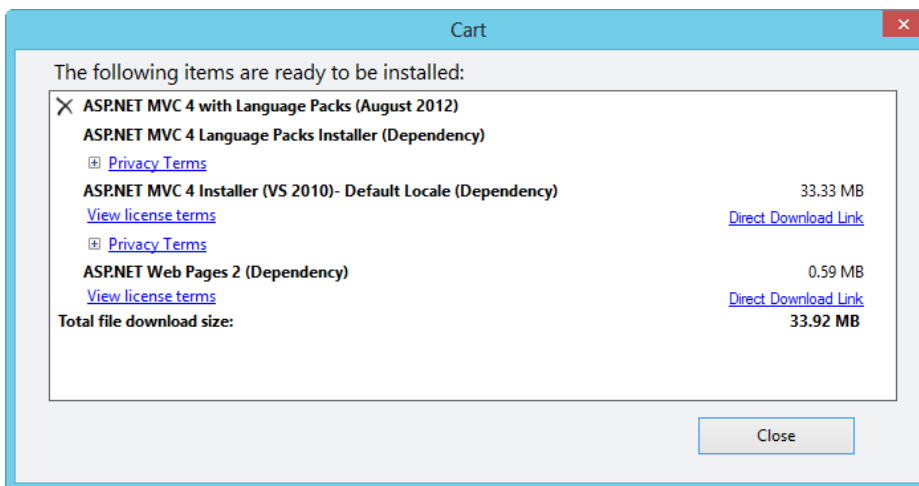 Cart
The following items are ready to be installed:
ASP.NET MVC 4 with Language Packs (August 2012)
ASP.NET MVC 4 Language Packs Installer (Dependency)
Privacy Terms
ASP.NET MVC 4 Installer (VS 2010)- Default Locale (Dependency) 33.33 MB
View license terms Direct Download Link
Privacy Terms
ASP.NET Web Pages 2 (Dependency) 0.59 MB
View license terms Direct Download Link
Total file download size: 33.92 MB
Close